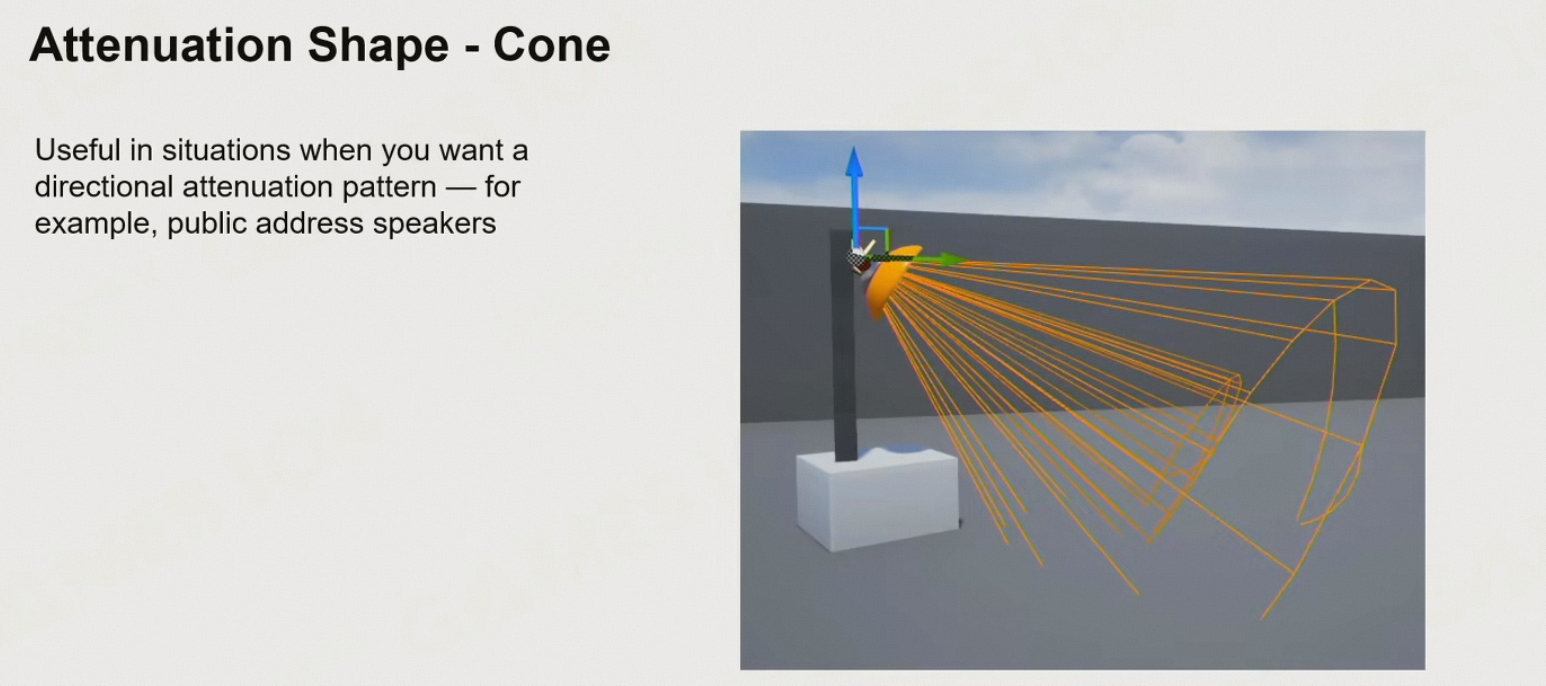 Attenuation Shape - Cone
Useful in situations when you want a
directional attenuation pattern — for
example, public address speakers